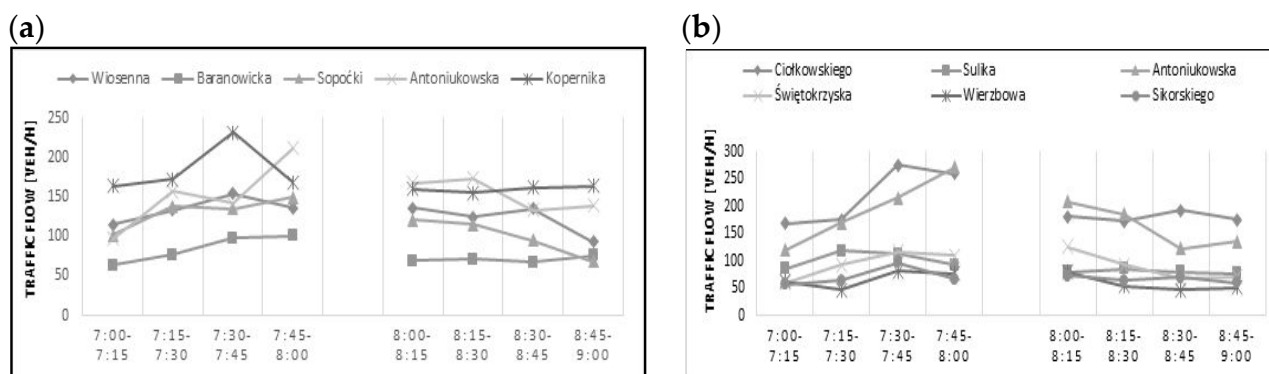 (a)
Wiosenna Baranowicka Sopoćki Antoniukowska Kopernika
TRAFFIC FLOW [VEH/H]
250
200
150
100
50
0
7:00- 7:15- 7:30- 7:45- 8:00- 8:15- 8:30- 8:45-
7:15 7:30 7:45 8:00 8:15 8:30 8:45 9:00
(b)
Ciołkowskiego Sulika Antoniukowska
Świętokrzyska Wierzbowa Sikorskiego
TRAFFIC FLOW [VEH/H]
300
250
200
150
100
50
0
7:00- 7:15- 7:30- 7:45- 8:00- 8:15- 8:30- 8:45-
7:15 7:30 7:45 8:00 8:15 8:30 8:45 9:00